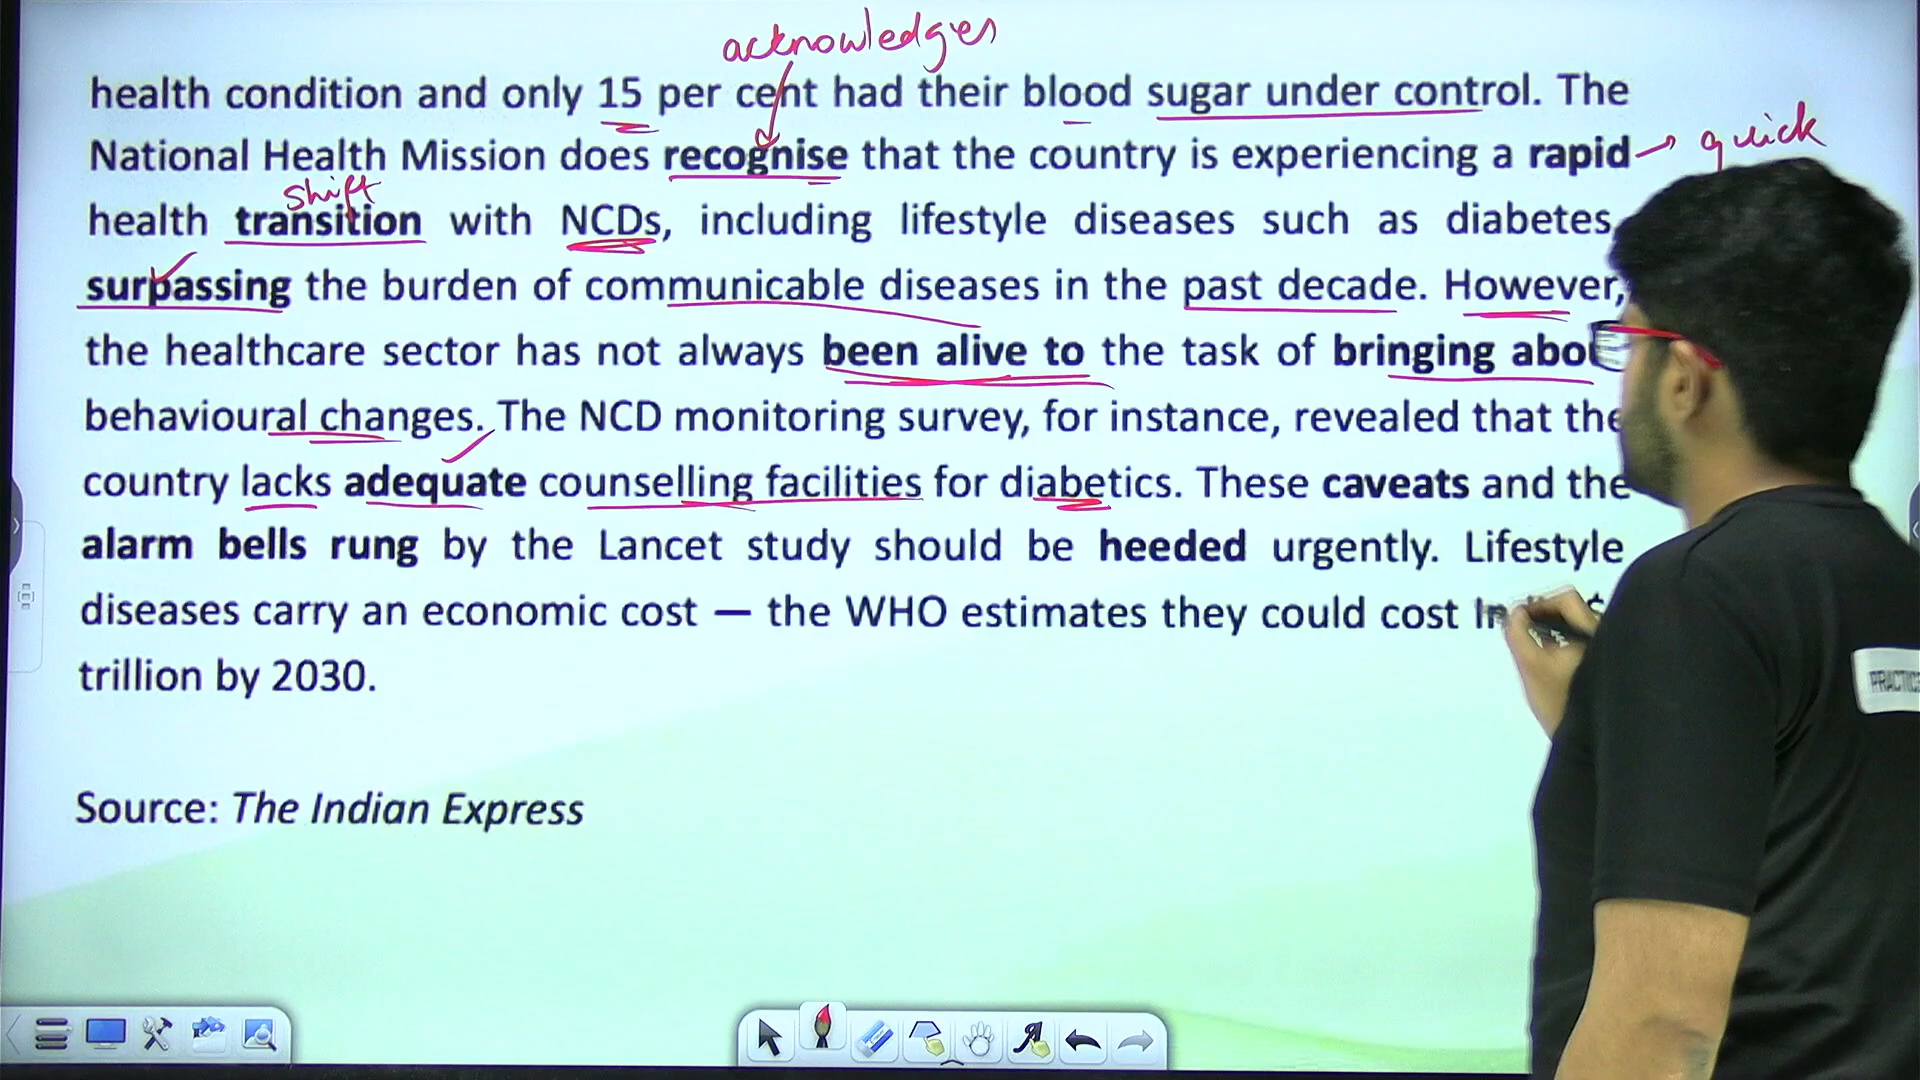 acknowledges
health condition and only 15 per cent had their blood sugar under control. The
quick
National Health Mission does recognise that the country is experiencing a rapid
shift
health transition with NCDs, including lifestyle diseases such as diabetes,
surpassing the burden of communicable diseases in the past decade. However,
the healthcare sector has not always been alive to the task of bringing abo
behavioural changes. The NCD monitoring survey, for instance, revealed that the
country lacks adequate counselling facilities for diabetics. These caveats and the
alarm bells rung by the Lancet study should be heeded urgently. Lifestyle
diseases carry an economic cost — the WHO estimates they could cost
trillion by 2030.
Source: The Indian Express
PRACTICE